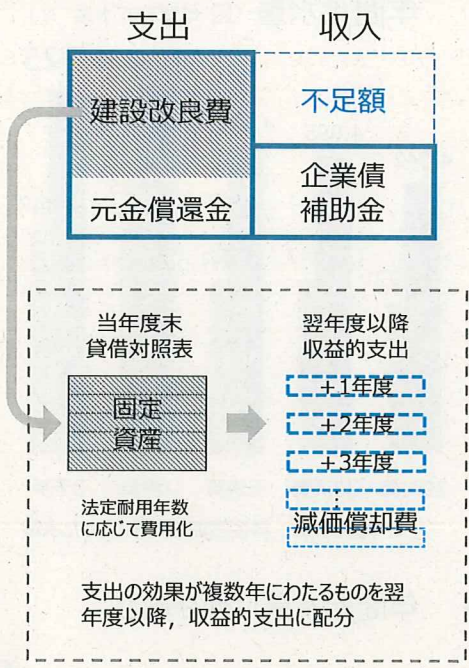 支出
収入
建設改良費
不足額
元金償還金
企業債
補助金
当年度末
貸借対照表
翌年度以降
収益的支出
固定
資産
+1年度
+2年度
+3年度
⋮
減価償却費
法定耐用年数
に応じて費用化
支出の効果が複数年にわたるものを翌
年度以降，収益的支出に配分